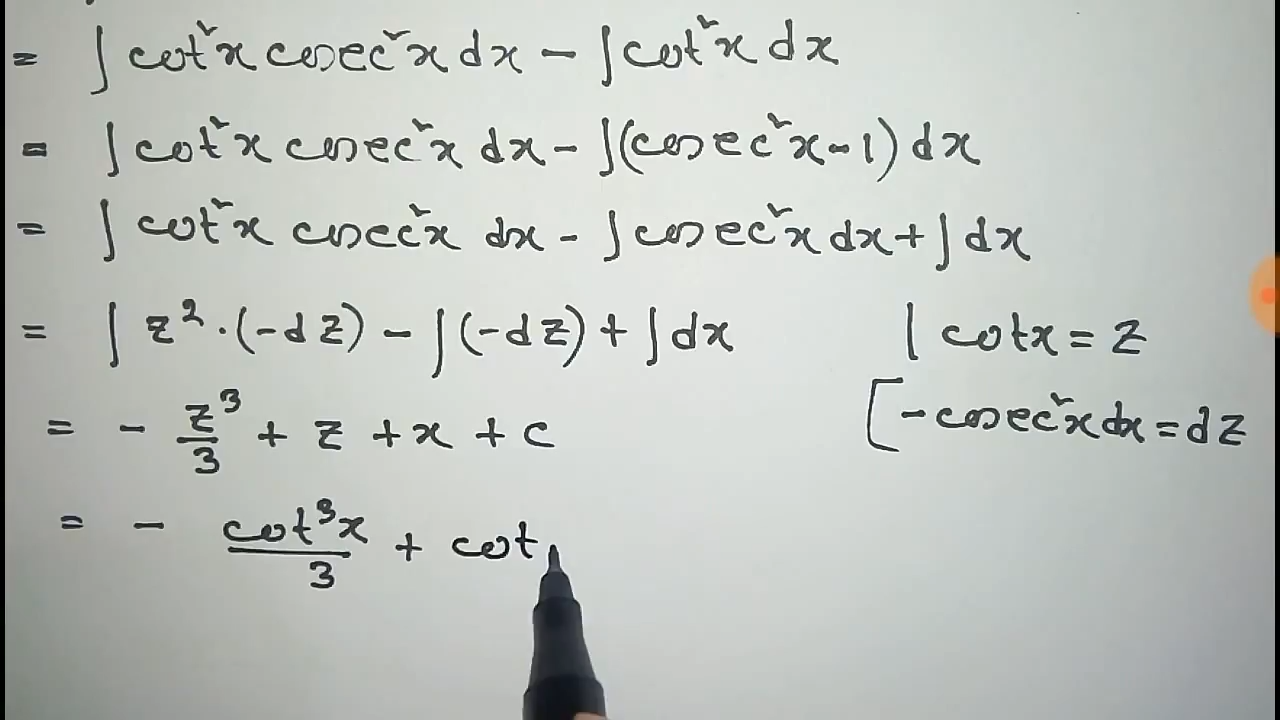 = ∫ cot²x cosec²x dx − ∫ cot²x dx
= ∫ cot²x cosec²x dx − ∫(cosec²x − 1) dx
= ∫ cot²x cosec²x dx − ∫ cosec²x dx + ∫ dx
= ∫ z² · (−dz) − ∫ (−dz) + ∫ dx | cot x = z
[ −cosec²x dx = dz
= − z³/3 + z + x + c
= − cot³x/3 + cot